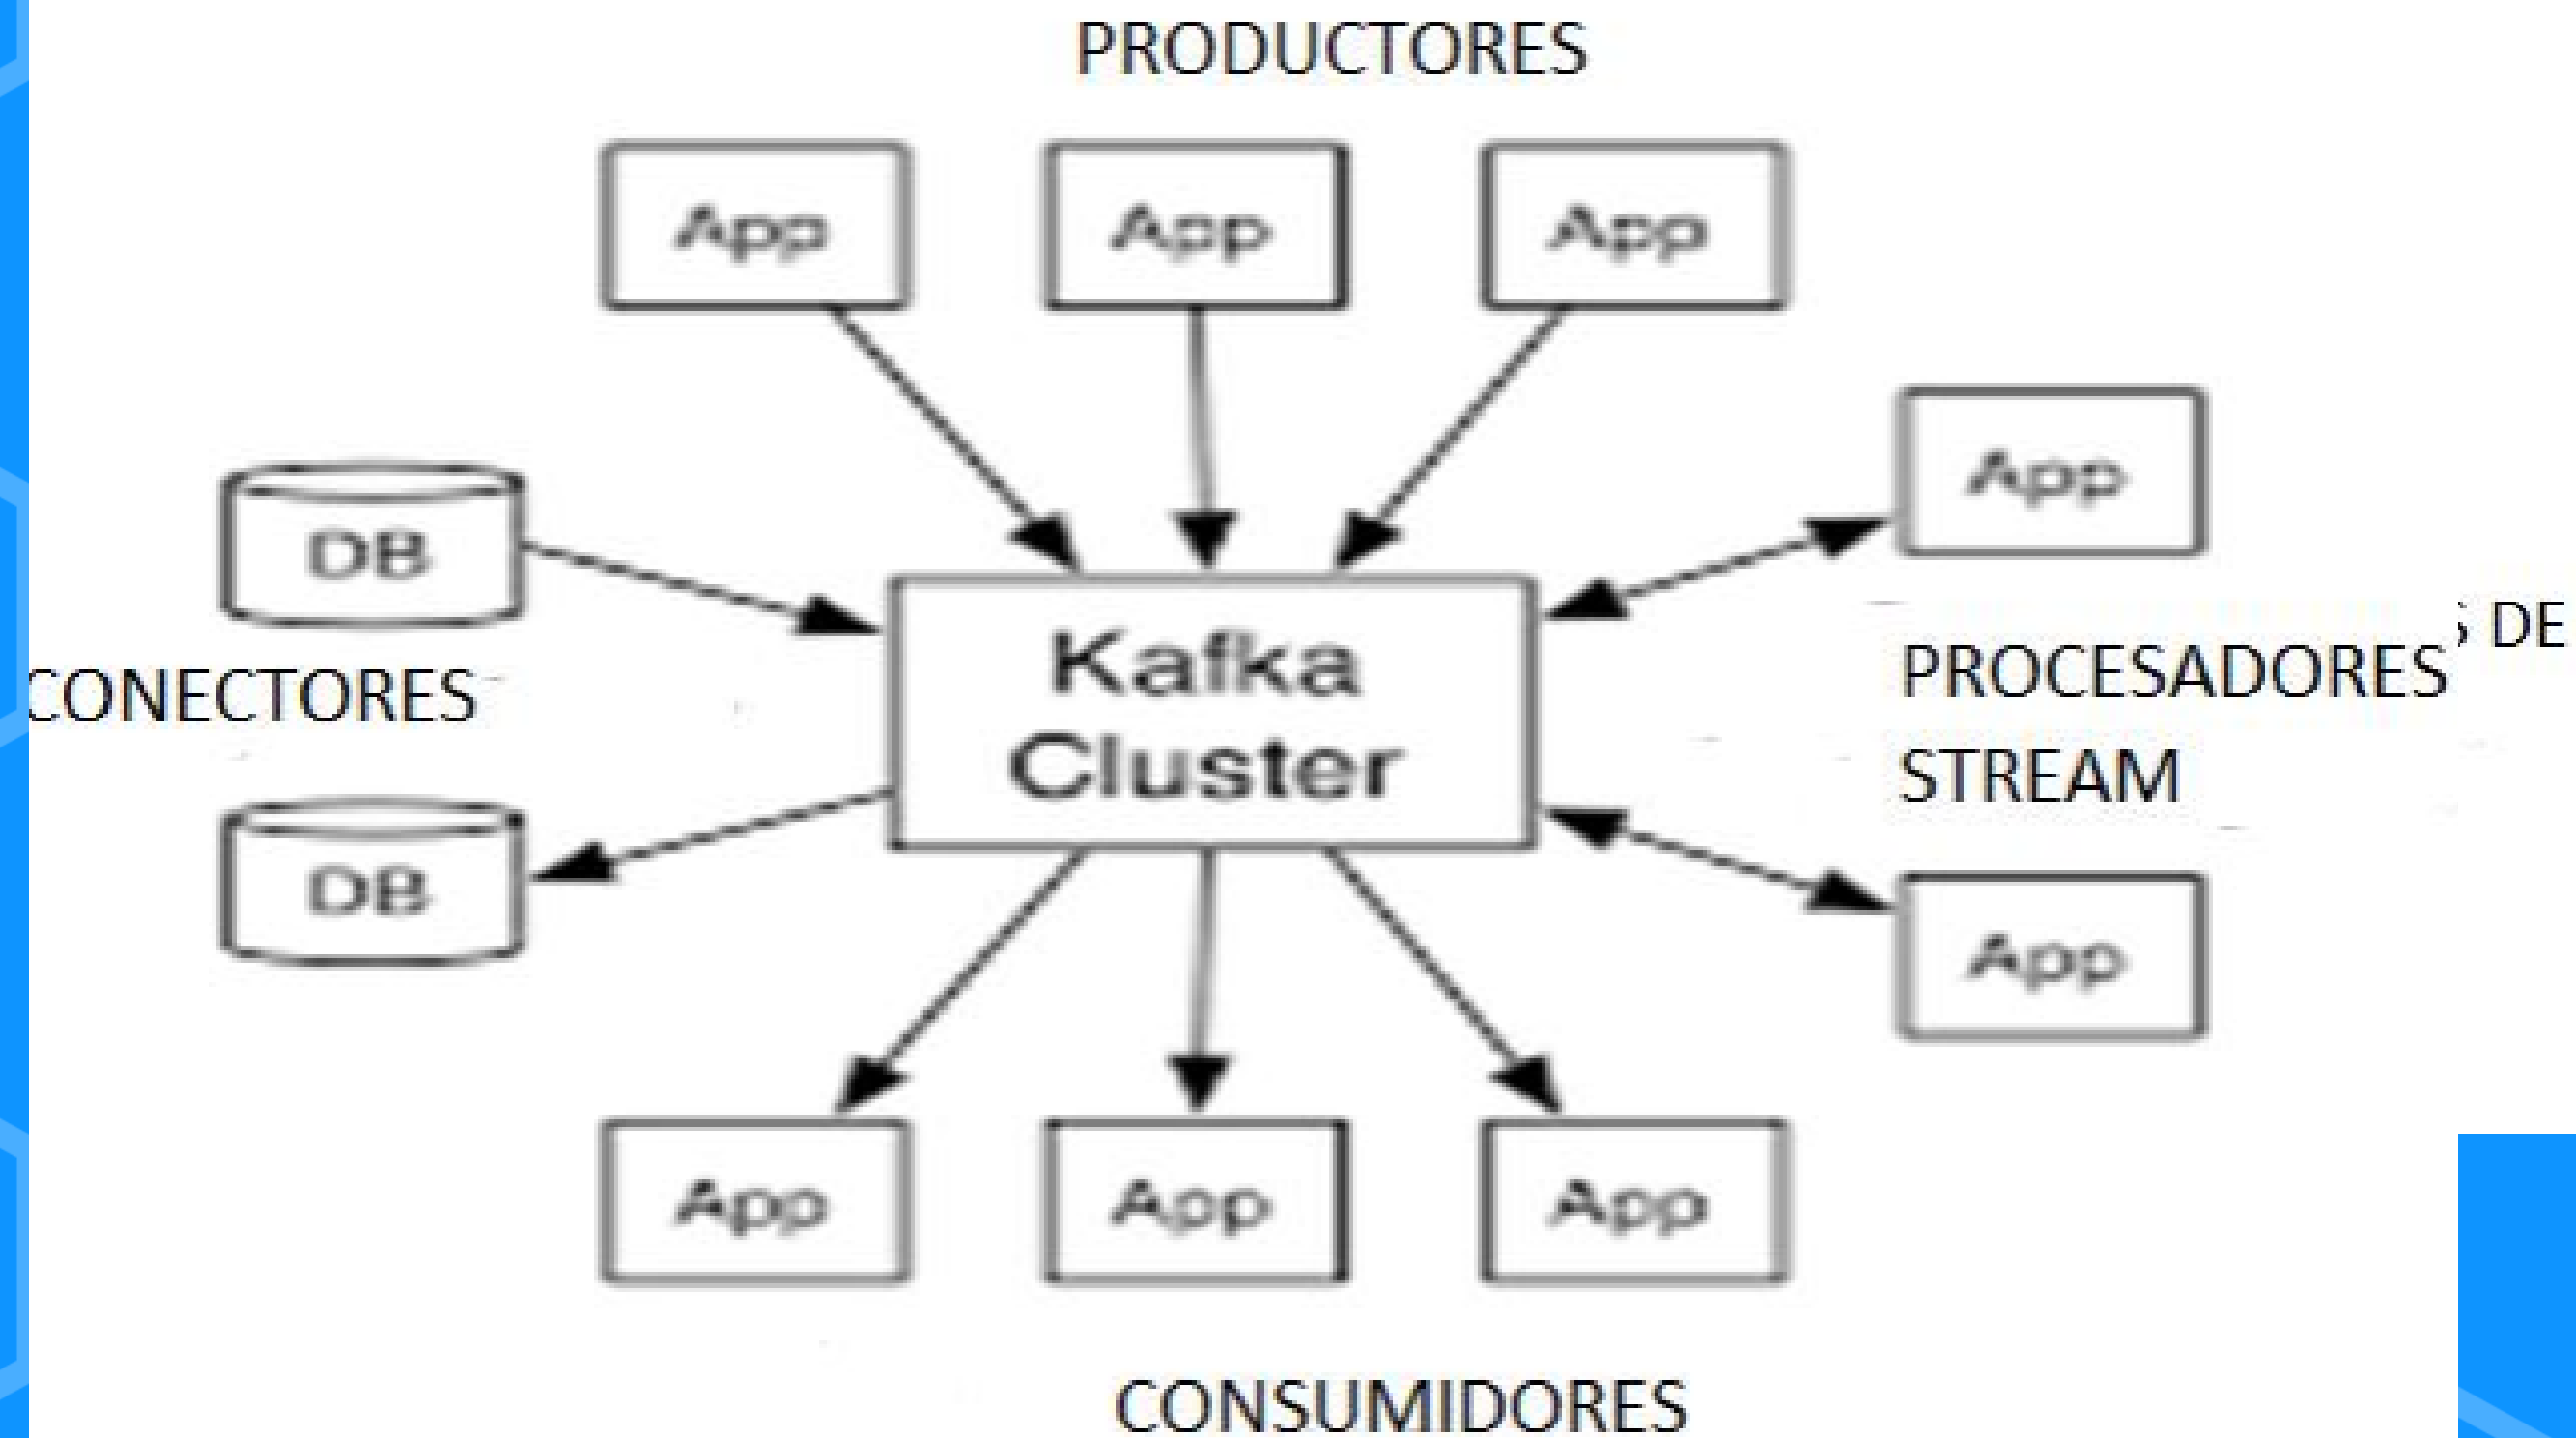 PRODUCTORES
App
App
App
App
DB
DE
Kafka
Cluster
PROCESADORES
STREAM
CONECTORES
DB
App
App
App
App
CONSUMIDORES